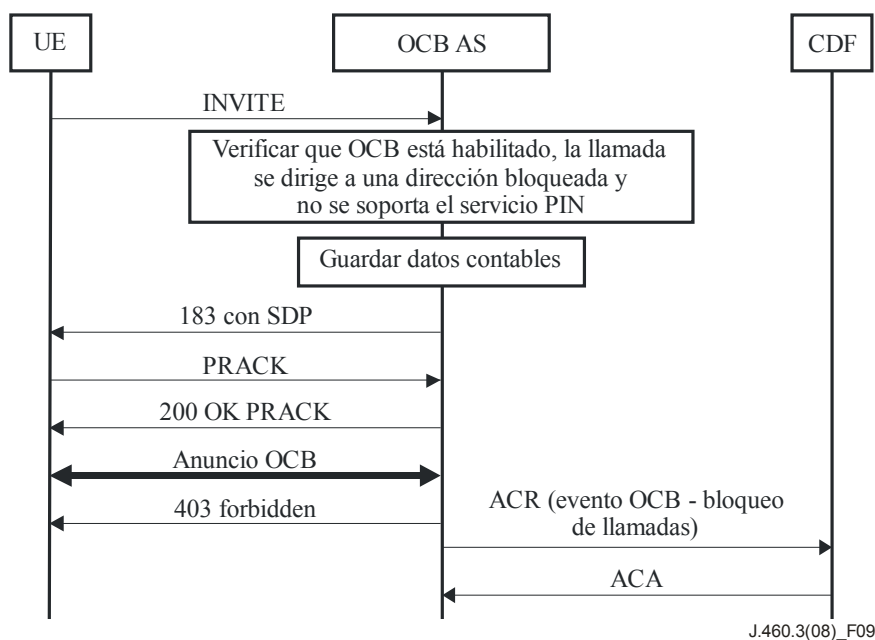 UE
OCB AS
CDF
INVITE
Verificar que OCB está habilitado, la llamada
se dirige a una dirección bloqueada y
no se soporta el servicio PIN
Guardar datos contables
183 con SDP
PRACK
200 OK PRACK
Anuncio OCB
403 forbidden
ACR (evento OCB - bloqueo
de llamadas)
ACA
J.460.3(08)_F09